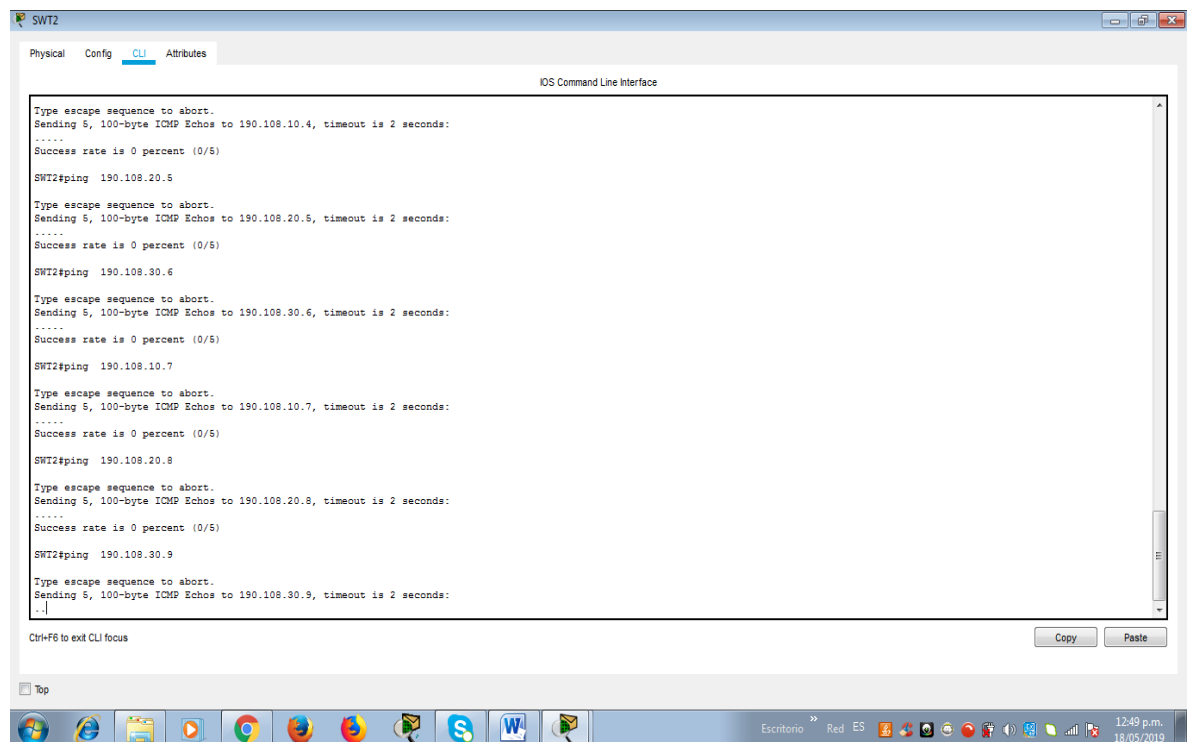 SWT2
Physical Config CLI Attributes
IOS Command Line Interface
Type escape sequence to abort.
Sending 5, 100-byte ICMP Echos to 190.108.10.4, timeout is 2 seconds:
.....
Success rate is 0 percent (0/5)
SWT2#ping  190.108.20.5
Type escape sequence to abort.
Sending 5, 100-byte ICMP Echos to 190.108.20.5, timeout is 2 seconds:
.....
Success rate is 0 percent (0/5)
SWT2#ping  190.108.30.6
Type escape sequence to abort.
Sending 5, 100-byte ICMP Echos to 190.108.30.6, timeout is 2 seconds:
.....
Success rate is 0 percent (0/5)
SWT2#ping  190.108.10.7
Type escape sequence to abort.
Sending 5, 100-byte ICMP Echos to 190.108.10.7, timeout is 2 seconds:
.....
Success rate is 0 percent (0/5)
SWT2#ping  190.108.20.8
Type escape sequence to abort.
Sending 5, 100-byte ICMP Echos to 190.108.20.8, timeout is 2 seconds:
.....
Success rate is 0 percent (0/5)
SWT2#ping  190.108.30.9
Type escape sequence to abort.
Sending 5, 100-byte ICMP Echos to 190.108.30.9, timeout is 2 seconds:
..
Ctrl+F6 to exit CLI focus
Copy Paste
Top
Escritorio » Red ES 12:49 p.m.
18/05/2019